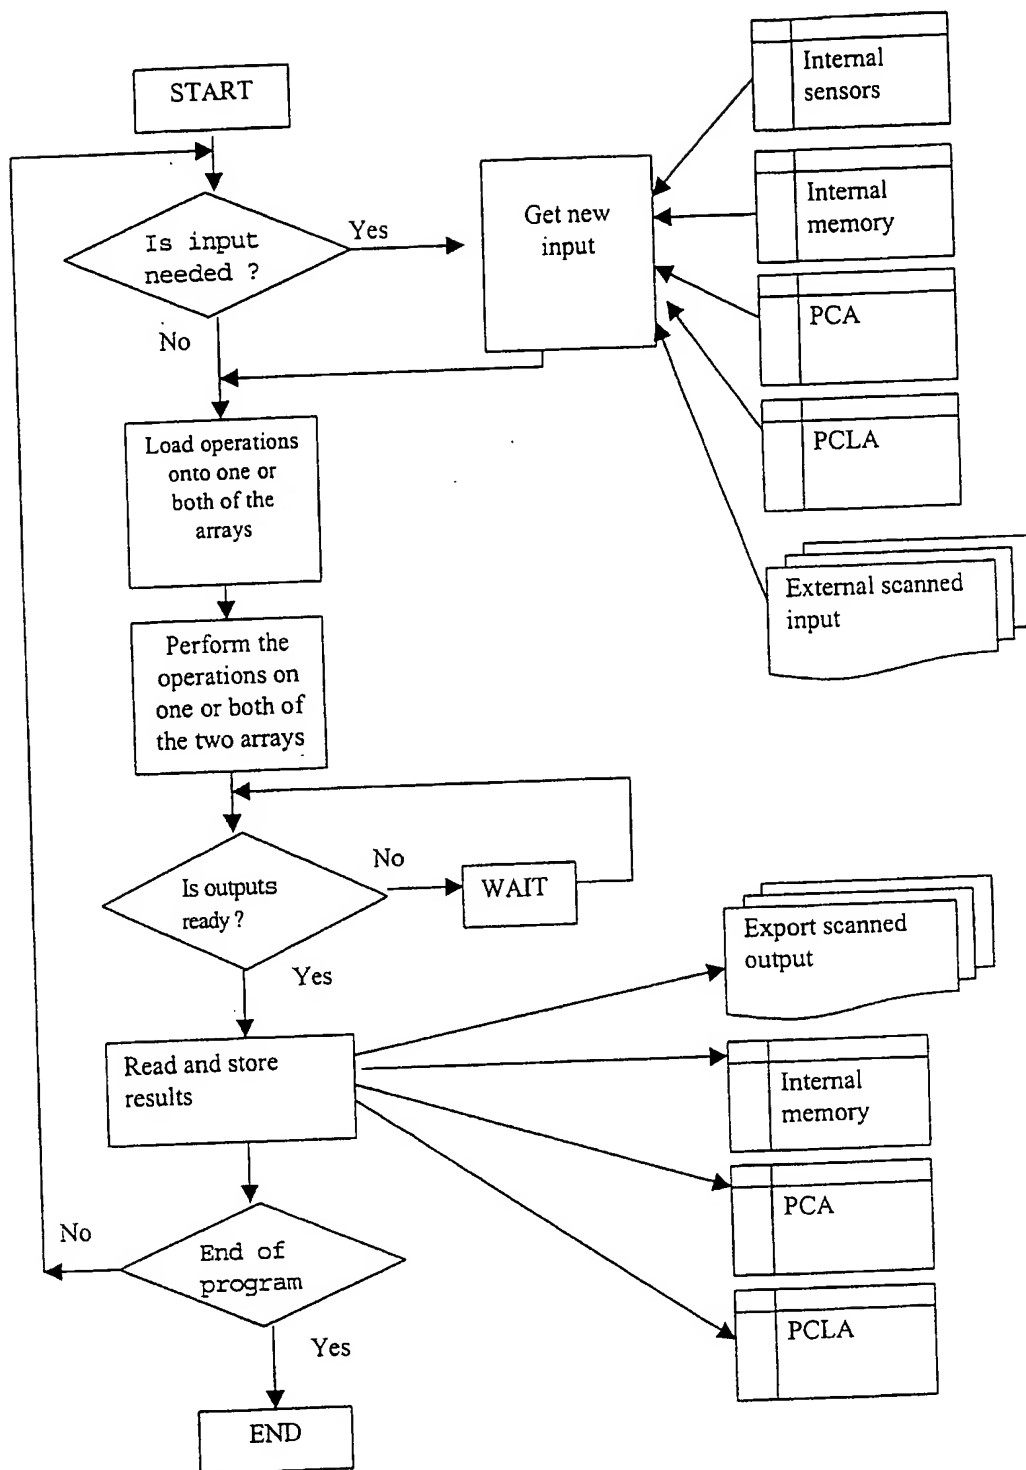 START
Is input
needed ?
Yes
No
Get new
input
Internal
sensors
Internal
memory
PCA
PCLA
External scanned
input
Load operations
onto one or
both of the
arrays
Perform the
operations on
one or both of
the two arrays
Is outputs
ready ?
No
WAIT
Yes
Read and store
results
Export scanned
output
Internal
memory
PCA
PCLA
End of
program
No
Yes
END